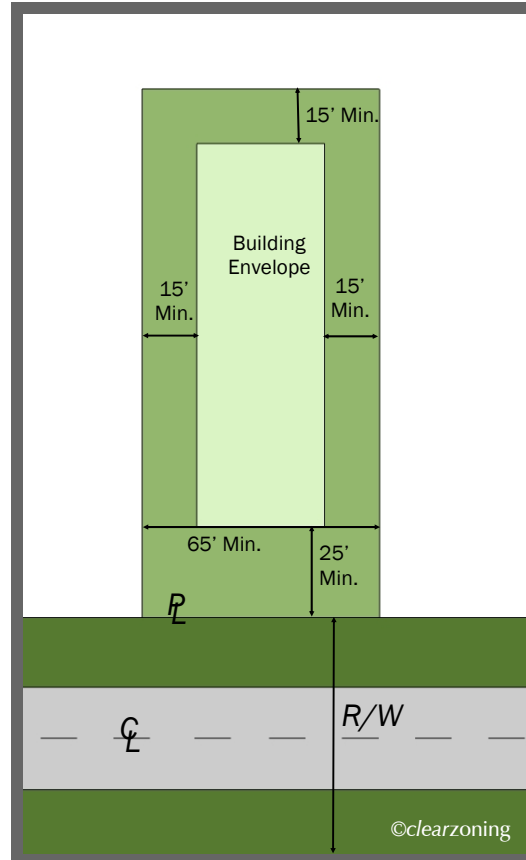 15’ Min.
Building
Envelope
15’
Min.
15’
Min.
65’ Min.
25’
Min.
PL
R/W
CL
©clearzoning